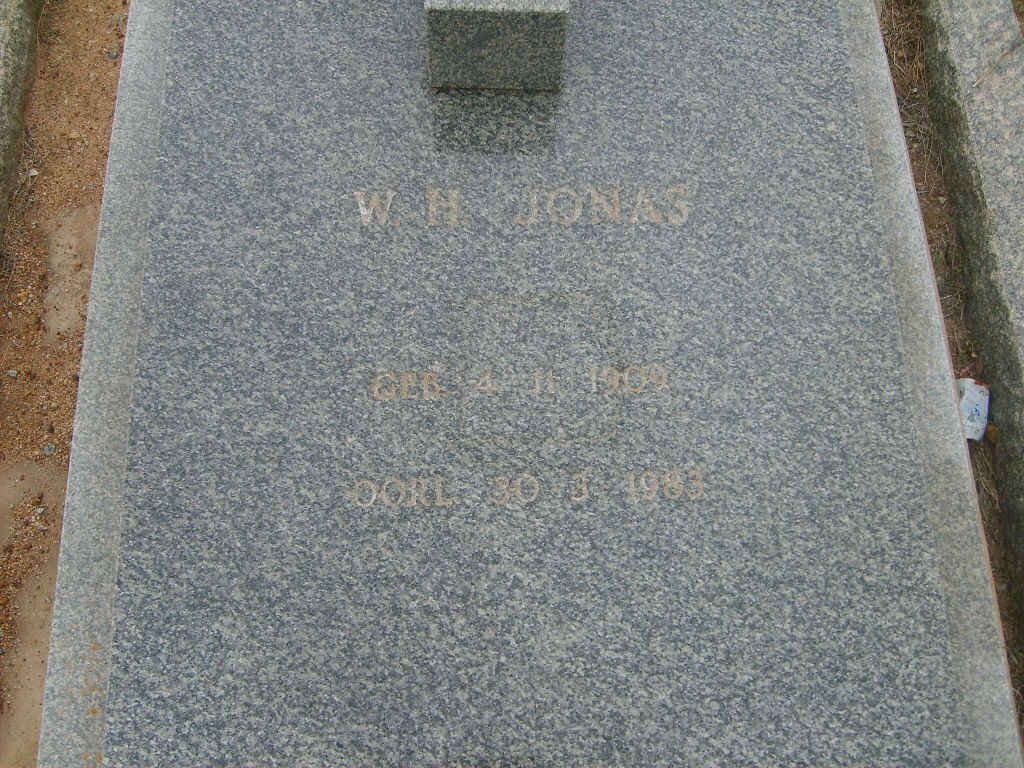 W. H. JONAS
GEB. 4 · 11 · 1909
OORL. 30 · 3 · 1983